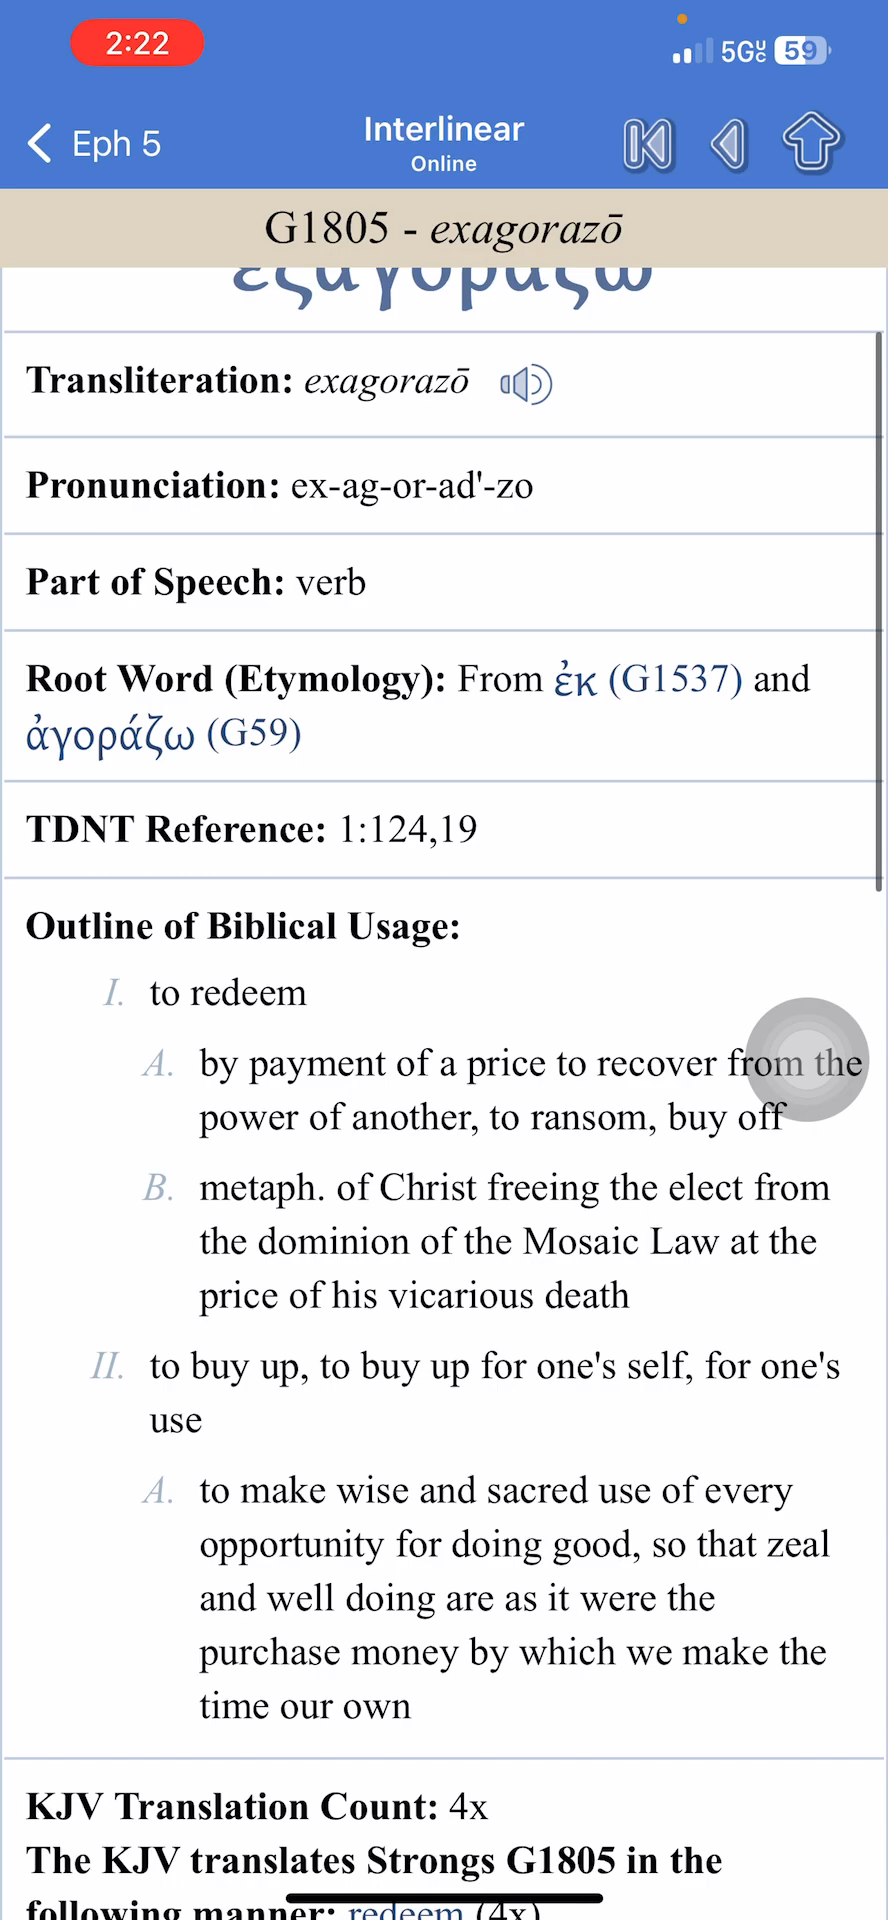 2:22
5G UC 59
Eph 5
Interlinear
Online
G1805 - exagorazō
ἐξαγοράζω
Transliteration: exagorazō
Pronunciation: ex-ag-or-ad'-zo
Part of Speech: verb
Root Word (Etymology): From ἐκ (G1537) and
ἀγοράζω (G59)
TDNT Reference: 1:124,19
Outline of Biblical Usage:
I. to redeem
A. by payment of a price to recover from the
power of another, to ransom, buy off
B. metaph. of Christ freeing the elect from
the dominion of the Mosaic Law at the
price of his vicarious death
II. to buy up, to buy up for one's self, for one's
use
A. to make wise and sacred use of every
opportunity for doing good, so that zeal
and well doing are as it were the
purchase money by which we make the
time our own
KJV Translation Count: 4x
The KJV translates Strongs G1805 in the
following manner: redeem (4x)